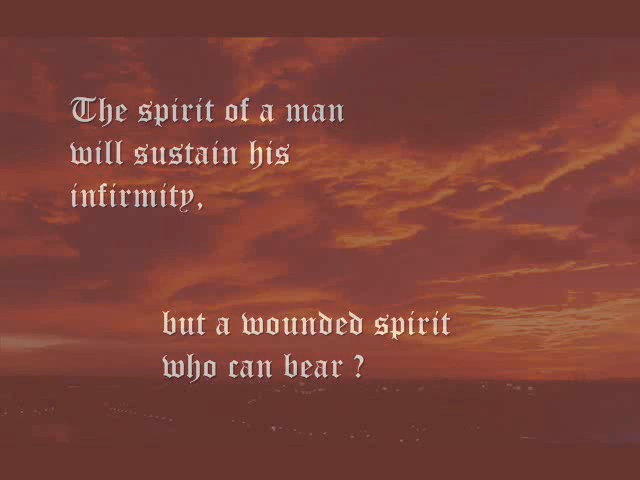 The spirit of a man
will sustain his
infirmity,
but a wounded spirit
who can bear ?